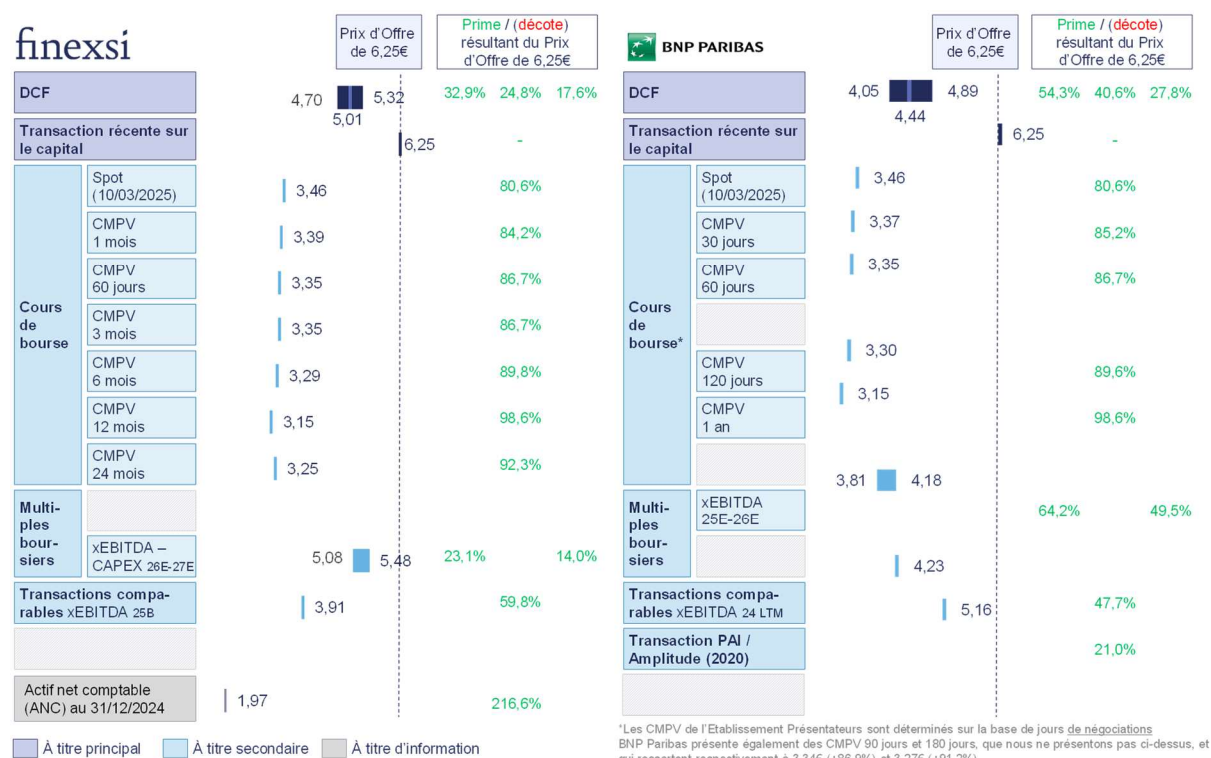 finexsi
Prix d'Offre
de 6,25€
Prime / (décote)
résultant du Prix
d'Offre de 6,25€
DCF
4,70
5,32
5,01
32,9% 24,8% 17,6%
Transaction récente sur
le capital
6,25
-
Cours
de
bourse
Spot
(10/03/2025)
3,46
80,6%
CMPV
1 mois
3,39
84,2%
CMPV
60 jours
3,35
86,7%
CMPV
3 mois
3,35
86,7%
CMPV
6 mois
3,29
89,8%
CMPV
12 mois
3,15
98,6%
CMPV
24 mois
3,25
92,3%
Multi-
ples
bour-
siers
xEBITDA –
CAPEX 26E-27E
5,08
5,48
23,1%
14,0%
Transactions compa-
rables xEBITDA 25B
3,91
59,8%
Actif net comptable
(ANC) au 31/12/2024
1,97
216,6%
À titre principal
À titre secondaire
À titre d'information
BNP PARIBAS
Prix d'Offre
de 6,25€
Prime / (décote)
résultant du Prix
d'Offre de 6,25€
DCF
4,05
4,89
4,44
54,3% 40,6% 27,8%
Transaction récente sur
le capital
6,25
-
Cours
de
bourse*
Spot
(10/03/2025)
3,46
80,6%
CMPV
30 jours
3,37
85,2%
CMPV
60 jours
3,35
86,7%
CMPV
120 jours
3,30
89,6%
CMPV
1 an
3,15
98,6%
Multi-
ples
bour-
siers
xEBITDA
25E-26E
3,81
4,18
64,2%
49,5%
Transactions compa-
rables xEBITDA 24 LTM
4,23
47,7%
Transaction PAI /
Amplitude (2020)
5,16
21,0%
*Les CMPV de l'Etablissement Présentateurs sont déterminés sur la base de jours de négociations
BNP Paribas présente également des CMPV 90 jours et 180 jours, que nous ne présentons pas ci-dessus, et
qui ressortent respectivement à 3,34€ (+86,9%) et 3,27€ (+91,2%)